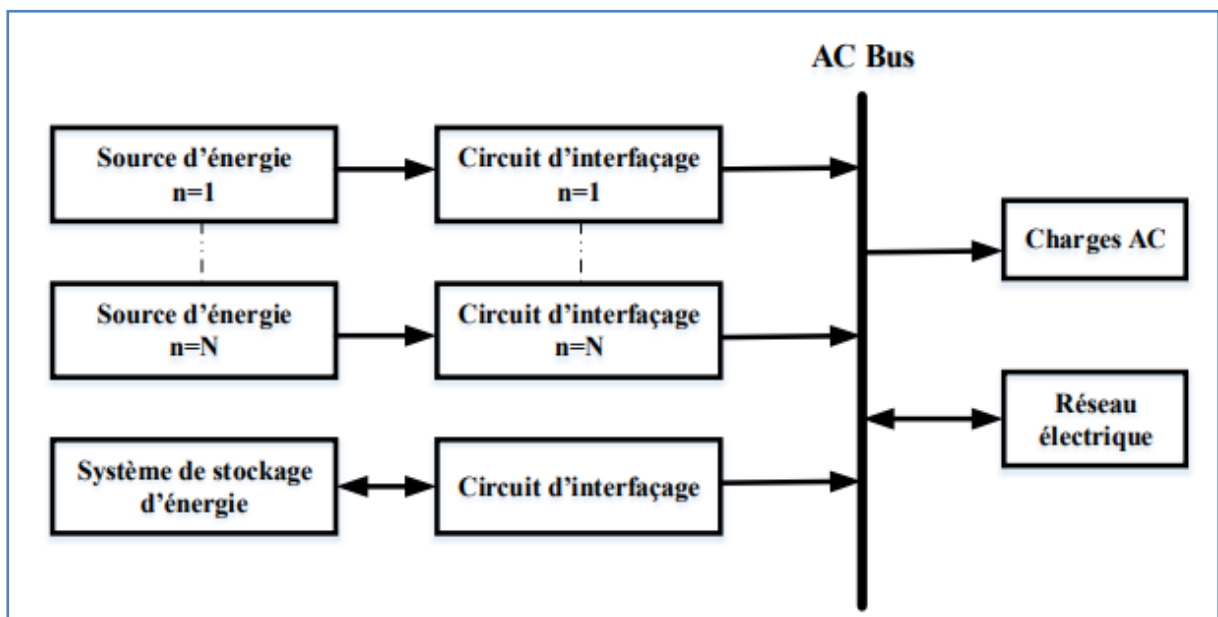 AC Bus
Source d'énergie
n=1
Circuit d'interfaçage
n=1
Charges AC
Source d'énergie
n=N
Circuit d'interfaçage
n=N
Réseau
électrique
Système de stockage
d'énergie
Circuit d'interfaçage